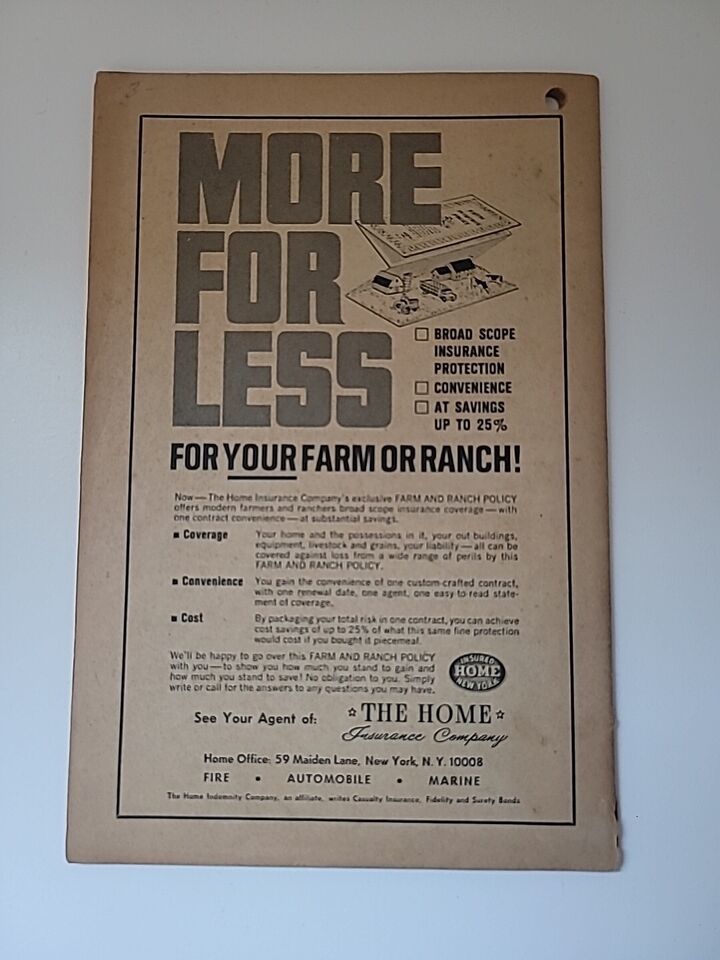 MORE
FOR
LESS
☐ BROAD SCOPE
INSURANCE
PROTECTION
☐ CONVENIENCE
☐ AT SAVINGS
UP TO 25%
FOR YOUR FARM OR RANCH!
Now—The Home Insurance Company's exclusive FARM AND RANCH POLICY
offers modern farmers and ranchers broad scope insurance coverage—with
one contract convenience—at substantial savings.
■ Coverage Your home and the possessions in it, your out buildings,
equipment, livestock and grains, your liability—all can be
covered against loss from a wide range of perils by this
FARM AND RANCH POLICY.
■ Convenience You gain the convenience of one custom-crafted contract,
with one renewal date, one agent, one easy to read state-
ment of coverage.
■ Cost By packaging your total risk in one contract, you can achieve
cost savings of up to 25% of what this same fine protection
would cost if you bought it piecemeal.
We'll be happy to go over this FARM AND RANCH POLICY
with you—to show you how much you stand to gain and
how much you stand to save! No obligation to you. Simply
write or call for the answers to any questions you may have.
INSURED
HOME
NEW YORK
See Your Agent of: ☆ THE HOME ☆
Insurance Company
Home Office: 59 Maiden Lane, New York, N. Y. 10008
FIRE • AUTOMOBILE • MARINE
The Home Indemnity Company, an affiliate, writes Casualty Insurance, Fidelity and Surety Bonds